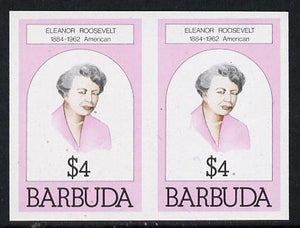 ELEANOR ROOSEVELT
1884-1962 American
$4
BARBUDA
ELEANOR ROOSEVELT
1884-1962 American
$4
BARBUDA